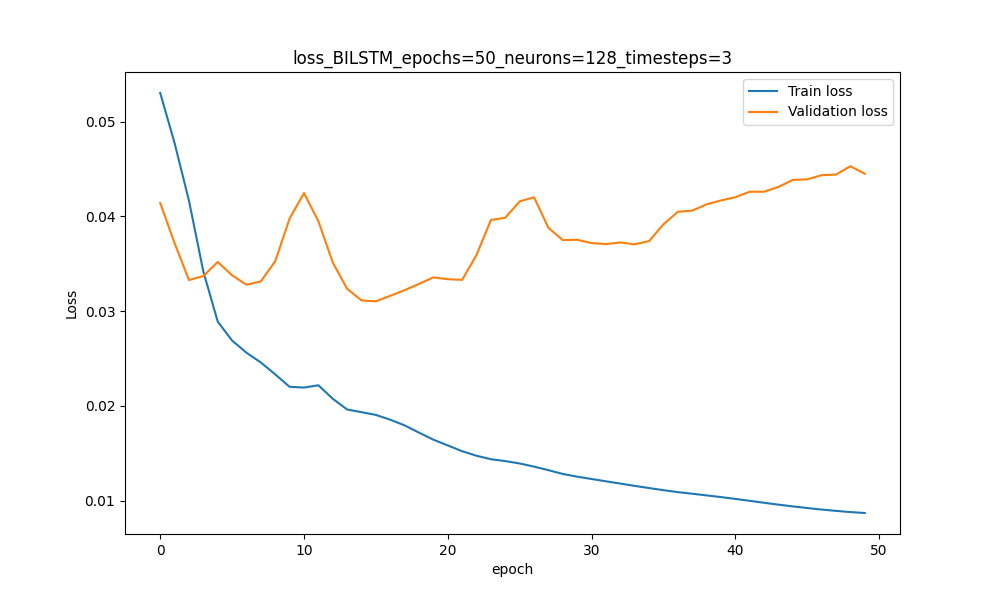 loss_BILSTM_epochs=50_neurons=128_timesteps=3
Train loss
Validation loss
0.05
0.04
0.03
0.02
0.01
Loss
0 10 20 30 40 50
epoch